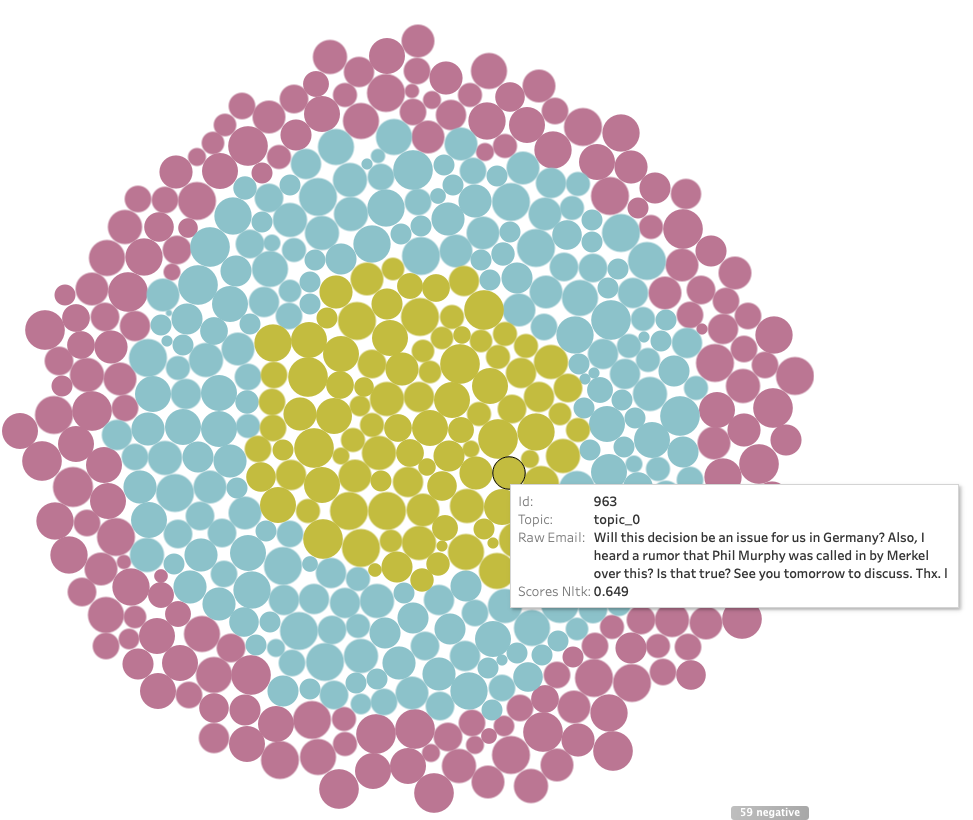 Id: 963
Topic: topic_0
Raw Email: Will this decision be an issue for us in Germany? Also, I
heard a rumor that Phil Murphy was called in by Merkel
over this? Is that true? See you tomorrow to discuss. Thx. I
Scores Nltk: 0.649
59 negative